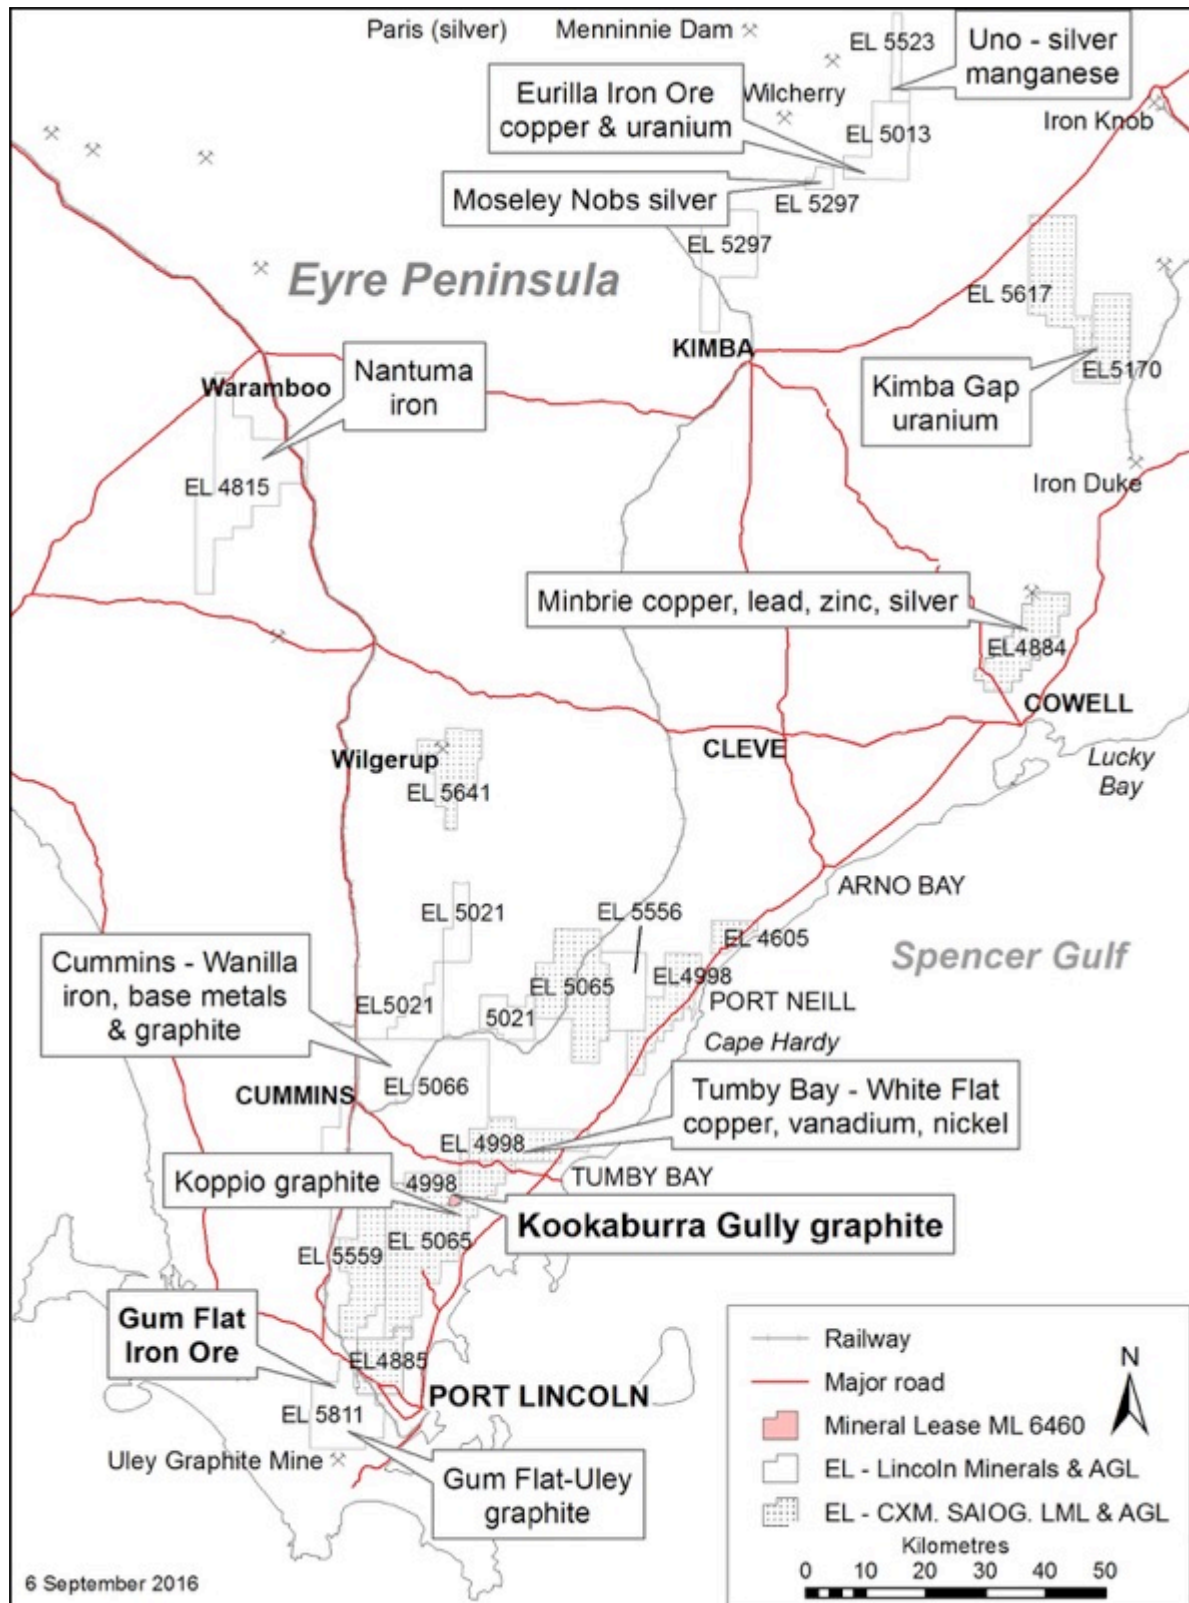 Paris (silver)
Menninnie Dam
EL 5523
Uno - silver
manganese
Eurilla Iron Ore
copper & uranium
Wilcherry
EL 5013
Iron Knob
Moseley Nobs silver
EL 5297
EL 5297
Eyre Peninsula
EL 5617
KIMBA
Waramboo
Nantuma
iron
Kimba Gap
uranium
EL5170
EL 4815
Iron Duke
Minbrie copper, lead, zinc, silver
EL4884
COWELL
CLEVE
Lucky
Bay
Wilgerup
EL 5641
ARNO BAY
EL 5021
EL 5556
EL 4605
Spencer Gulf
Cummins - Wanilla
iron, base metals
& graphite
EL5021
5021
EL 5065
EL4998
PORT NEILL
Cape Hardy
EL 5066
CUMMINS
Tumby Bay - White Flat
copper, vanadium, nickel
EL 4998
Koppio graphite
4998
TUMBY BAY
Kookaburra Gully graphite
EL 5559
EL 5065
Gum Flat
Iron Ore
EL4885
PORT LINCOLN
EL 5811
Uley Graphite Mine
Gum Flat-Uley
graphite
Railway
Major road
N
Mineral Lease ML 6460
EL - Lincoln Minerals & AGL
EL - CXM. SAIOG. LML & AGL
Kilometres
0 10 20 30 40 50
6 September 2016